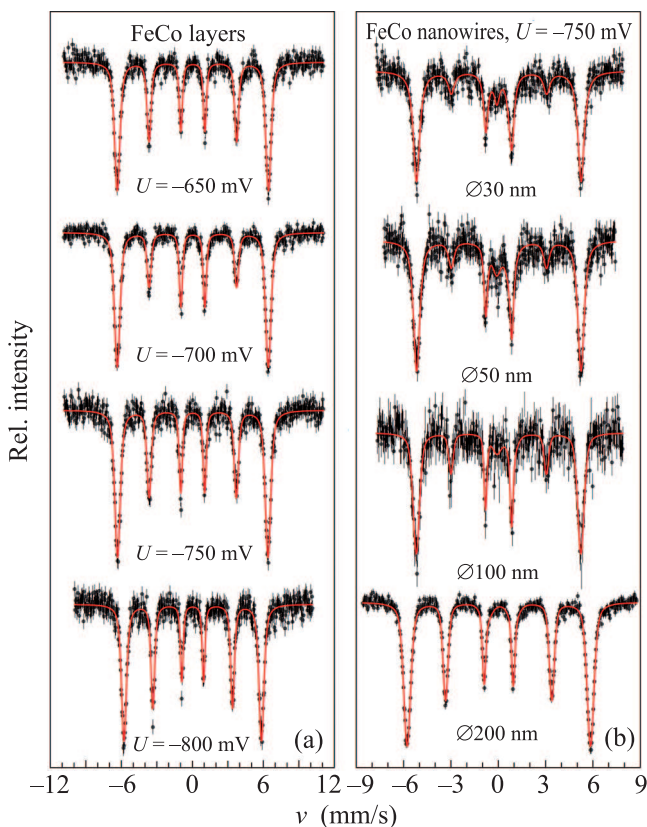 FeCo layers
U = –650 mV
U = –700 mV
U = –750 mV
U = –800 mV
(a)
FeCo nanowires, U = –750 mV
∅30 nm
∅50 nm
∅100 nm
∅200 nm
(b)
Rel. intensity
–12 –6 0 6 12
–9 –6 –3 0 3 6 9
v (mm/s)